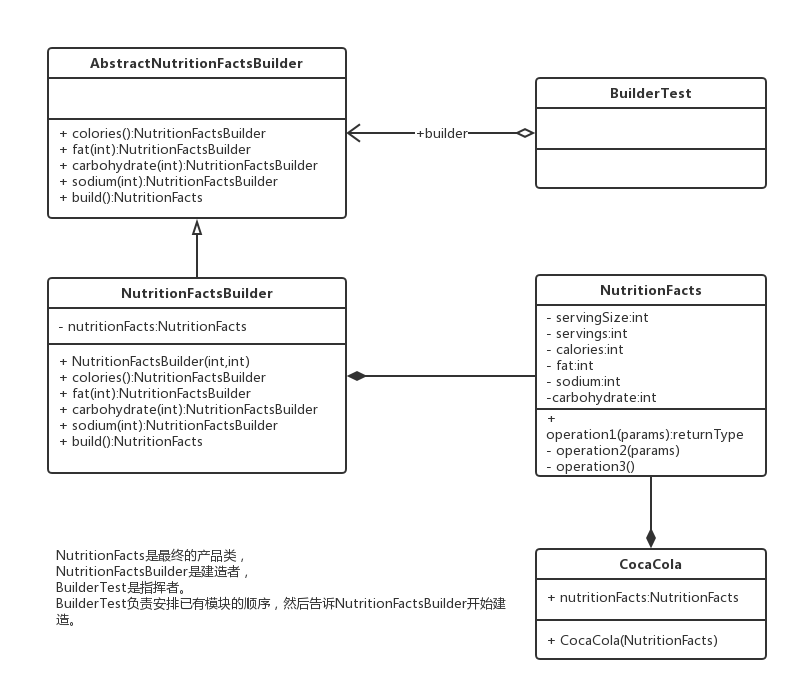 AbstractNutritionFactsBuilder
+ colories():NutritionFactsBuilder
+ fat(int):NutritionFactsBuilder
+ carbohydrate(int):NutritionFactsBuilder
+ sodium(int):NutritionFactsBuilder
+ build():NutritionFacts
+builder
BuilderTest
NutritionFactsBuilder
- nutritionFacts:NutritionFacts
+ NutritionFactsBuilder(int,int)
+ colories():NutritionFactsBuilder
+ fat(int):NutritionFactsBuilder
+ carbohydrate(int):NutritionFactsBuilder
+ sodium(int):NutritionFactsBuilder
+ build():NutritionFacts
NutritionFacts
- servingSize:int
- servings:int
- calories:int
- fat:int
- sodium:int
-carbohydrate:int
+
operation1(params):returnType
- operation2(params)
- operation3()
CocaCola
+ nutritionFacts:NutritionFacts
+ CocaCola(NutritionFacts)
NutritionFacts是最终的产品类，
NutritionFactsBuilder是建造者，
BuilderTest是指挥者。
BuilderTest负责安排已有模块的顺序，然后告诉NutritionFactsBuilder开始建
造。